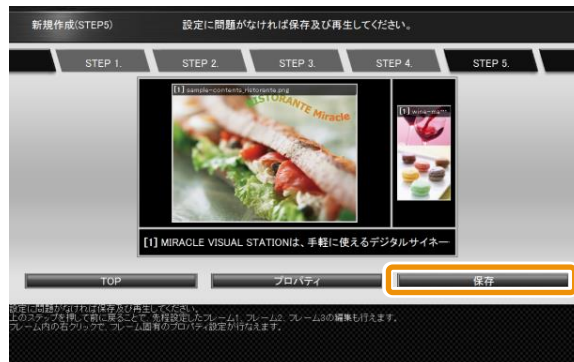 新規作成(STEP5)
設定に問題がなければ保存及び再生してください。
STEP 1.
STEP 2.
STEP 3.
STEP 4.
STEP 5.
[1] sample-contents_ristorante.png
RISTORANTE Miracle
[1] wine-mari
[1] MIRACLE VISUAL STATIONは、手軽に使えるデジタルサイネー
TOP
プロパティ
保存
設定に問題がなければ保存及び再生してください。
上のステップを押して前に戻ることで、先程設定したフレーム1、フレーム2、フレーム3の編集も行えます。
フレーム内の右クリックで、フレーム固有のプロパティ設定が行なえます。